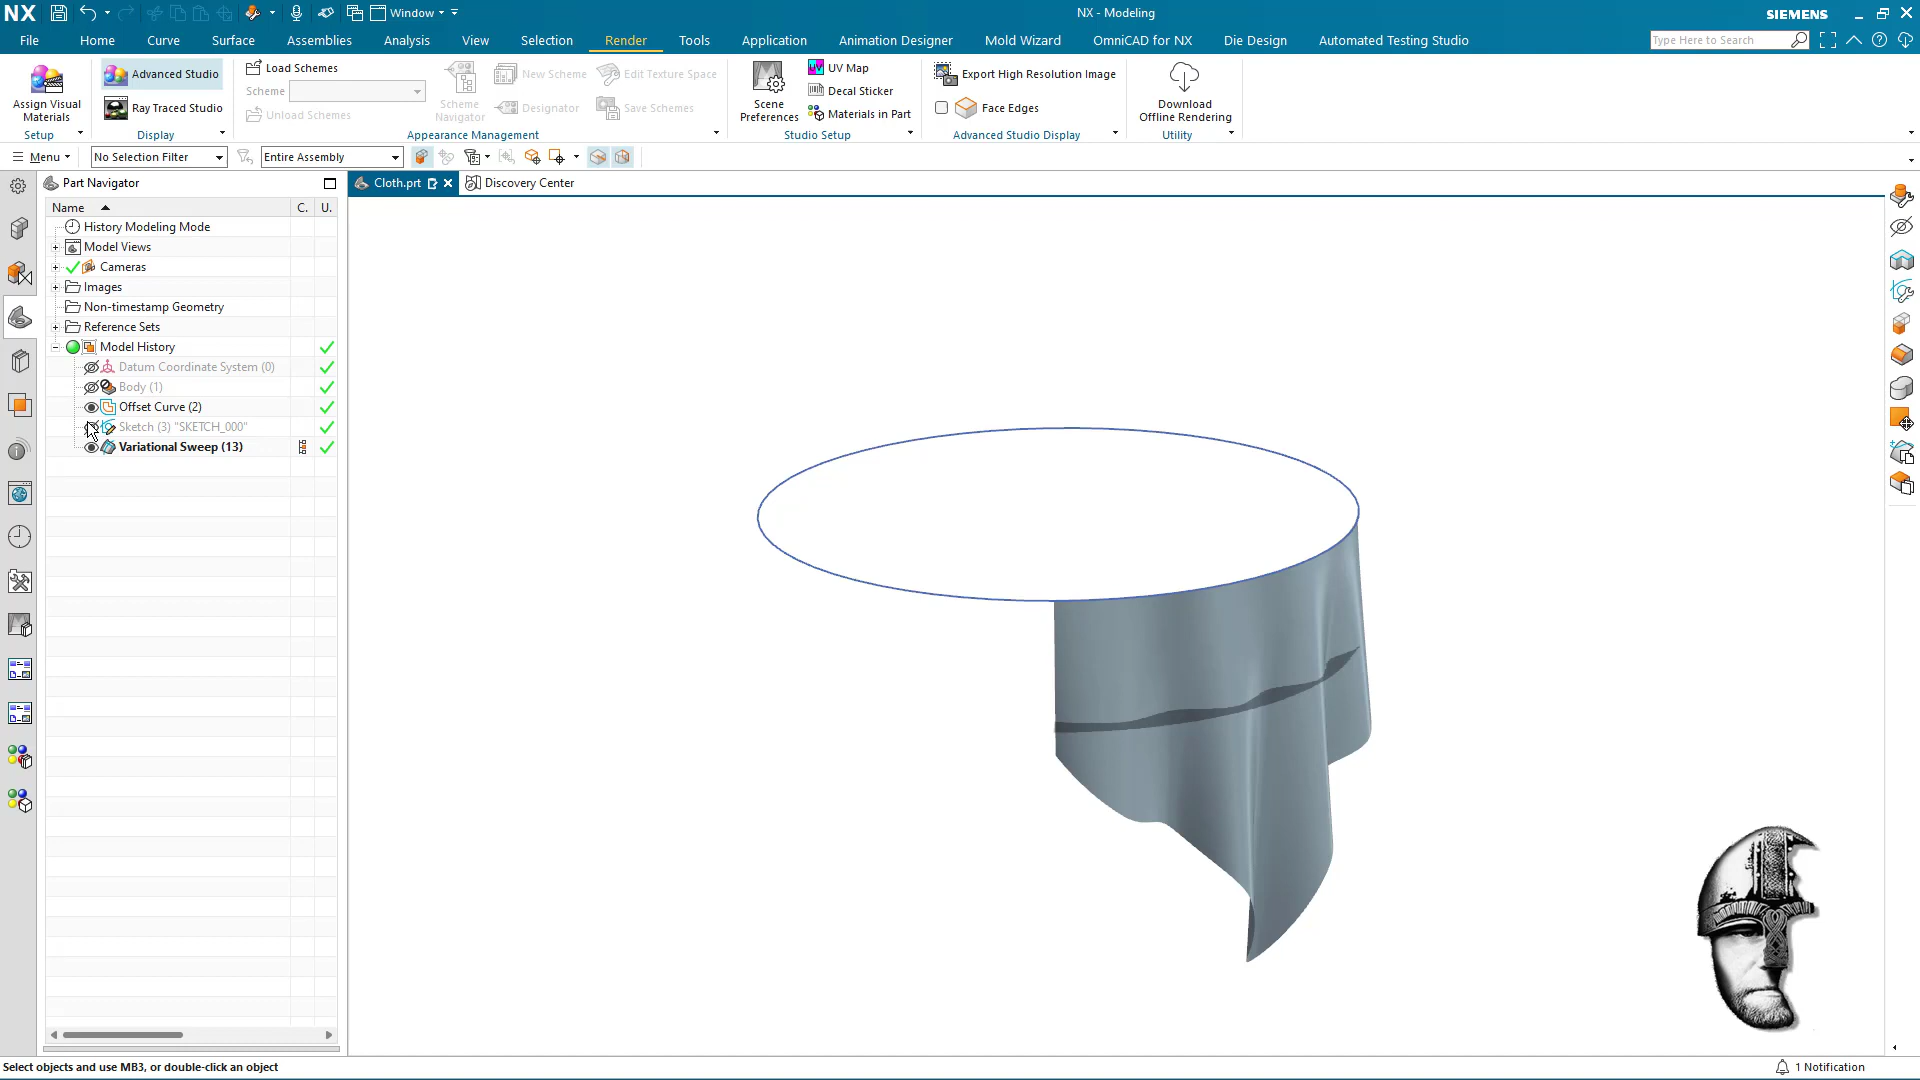 NX
Window
NX - Modeling
SIEMENS
File
Home
Curve
Surface
Assemblies
Analysis
View
Selection
Render
Tools
Application
Animation Designer
Mold Wizard
OmniCAD for NX
Die Design
Automated Testing Studio
Type Here to Search
Assign Visual
Materials
Setup
Advanced Studio
Ray Traced Studio
Display
Load Schemes
Scheme
Unload Schemes
Scheme
Navigator
New Scheme
Designator
Edit Texture Space
Save Schemes
Appearance Management
Scene
Preferences
UV Map
Decal Sticker
Materials in Part
Studio Setup
Export High Resolution Image
Face Edges
Advanced Studio Display
Download
Offline Rendering
Utility
Menu
No Selection Filter
Entire Assembly
Part Navigator
Cloth.prt
Discovery Center
Name
C.
U.
History Modeling Mode
Model Views
Cameras
Images
Non-timestamp Geometry
Reference Sets
Model History
Datum Coordinate System (0)
Body (1)
Offset Curve (2)
Sketch (3) "SKETCH_000"
Variational Sweep (13)
Select objects and use MB3, or double-click an object
1 Notification